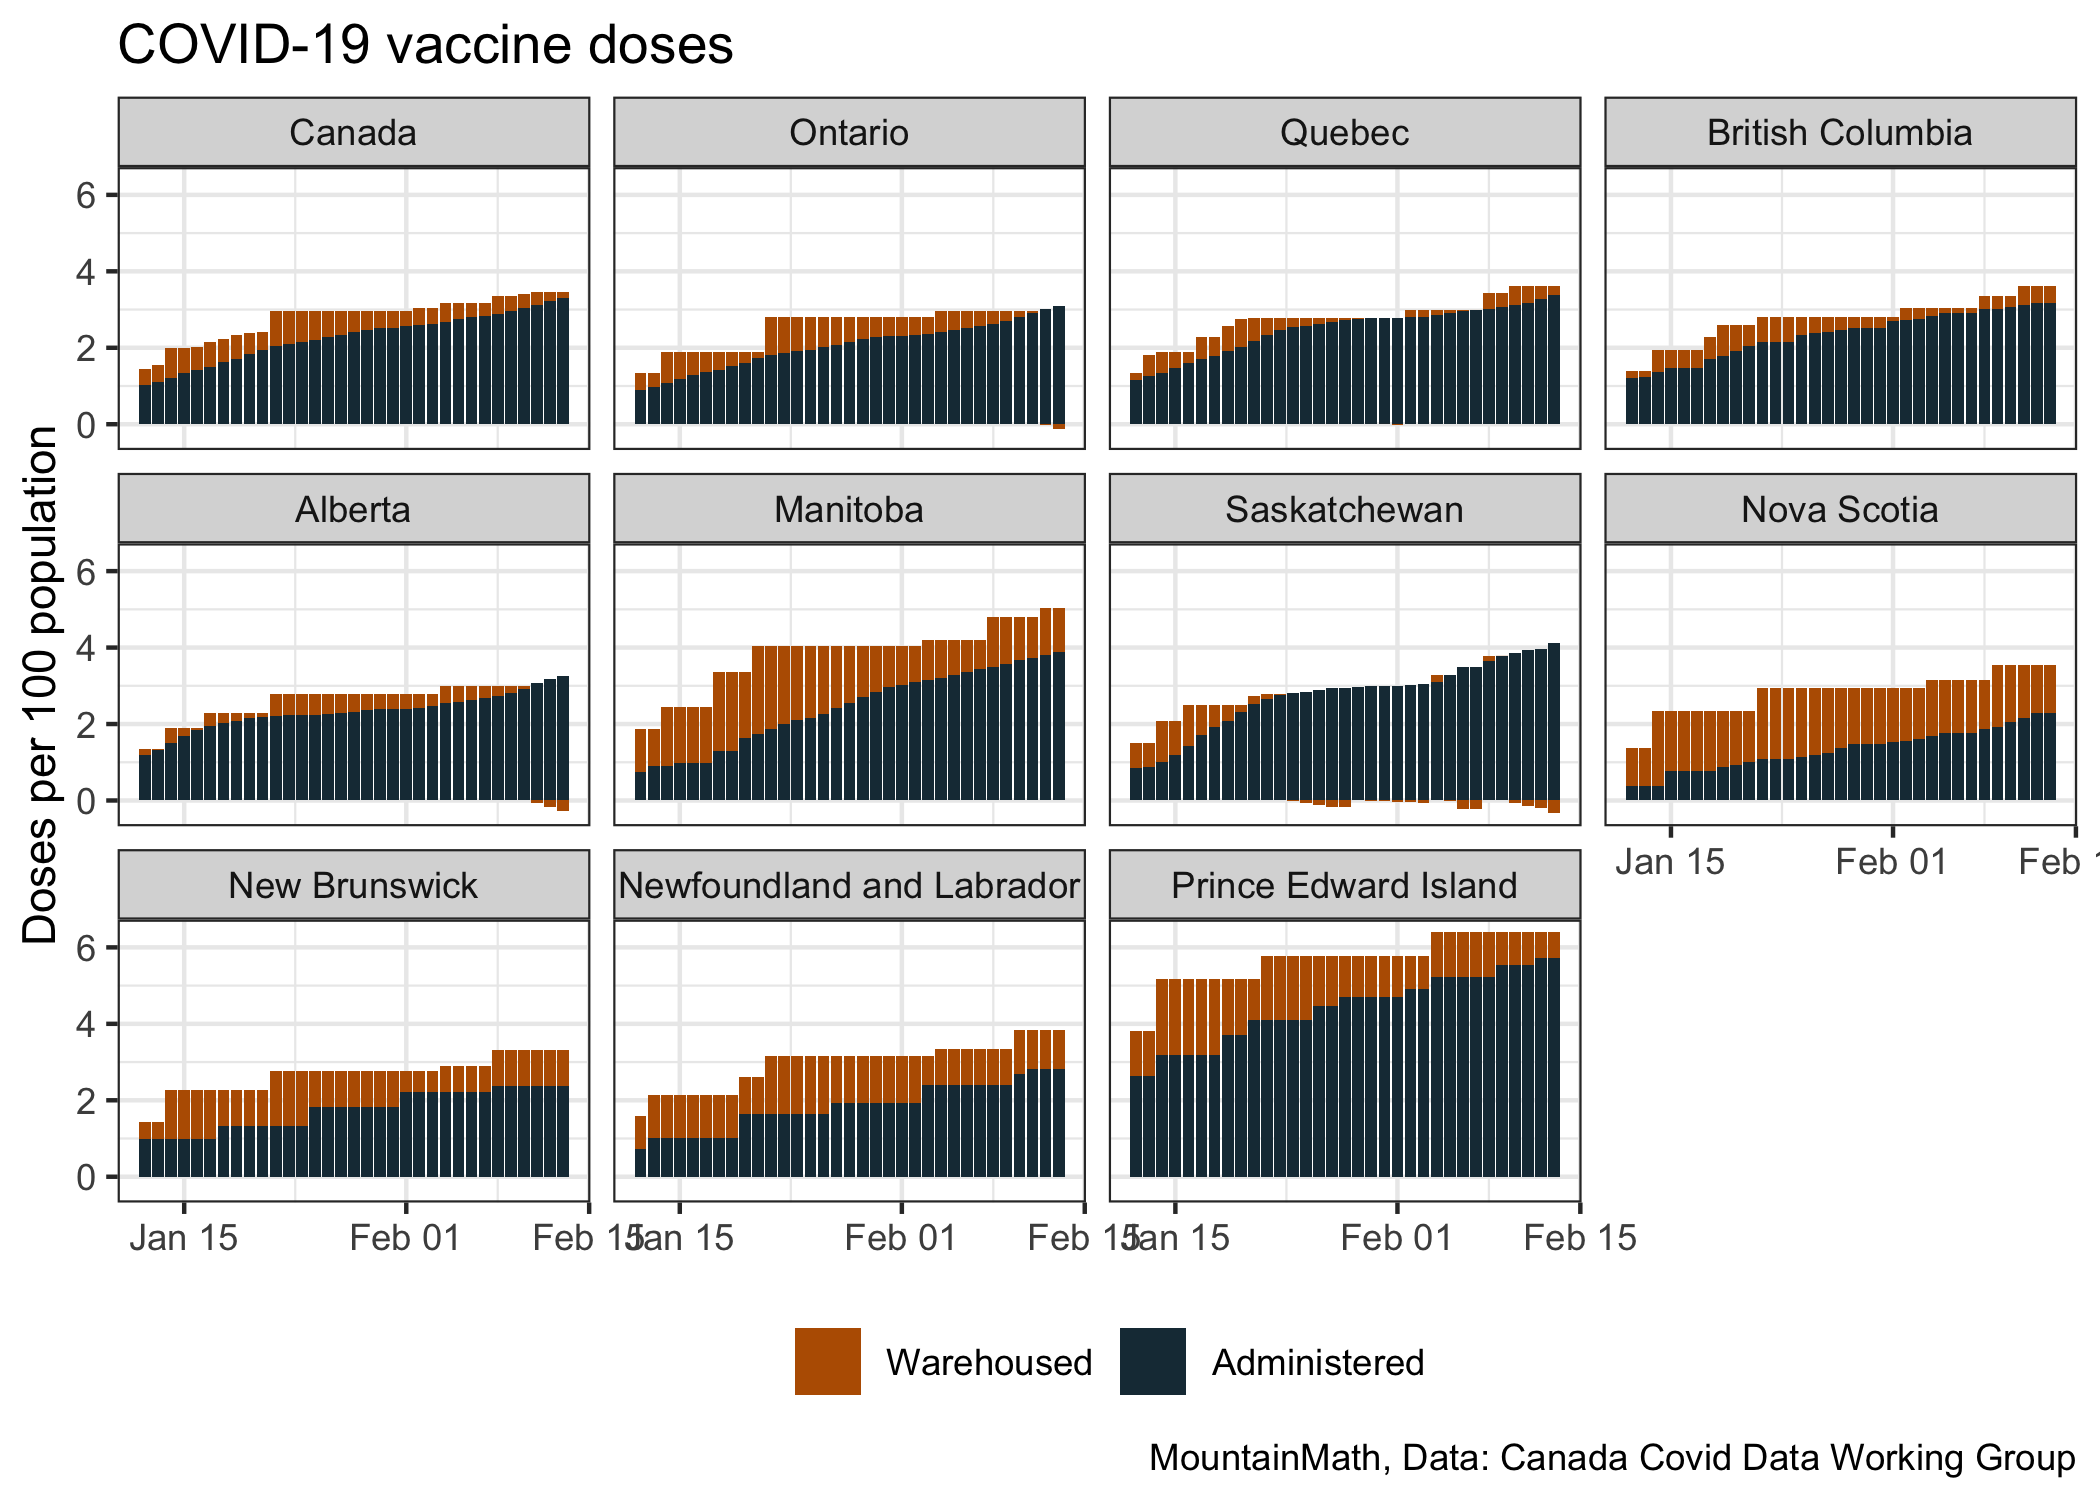 COVID-19 vaccine doses
Canada
Ontario
Quebec
British Columbia
6
4
2
0
Alberta
Manitoba
Saskatchewan
Nova Scotia
6
4
2
0
Jan 15
Feb 01
Feb 1
New Brunswick
Newfoundland and Labrador
Prince Edward Island
6
4
2
0
Jan 15
Feb 01
Feb 15
Jan 15
Feb 01
Feb 15
Jan 15
Feb 01
Feb 15
Doses per 100 population
Warehoused
Administered
MountainMath, Data: Canada Covid Data Working Group